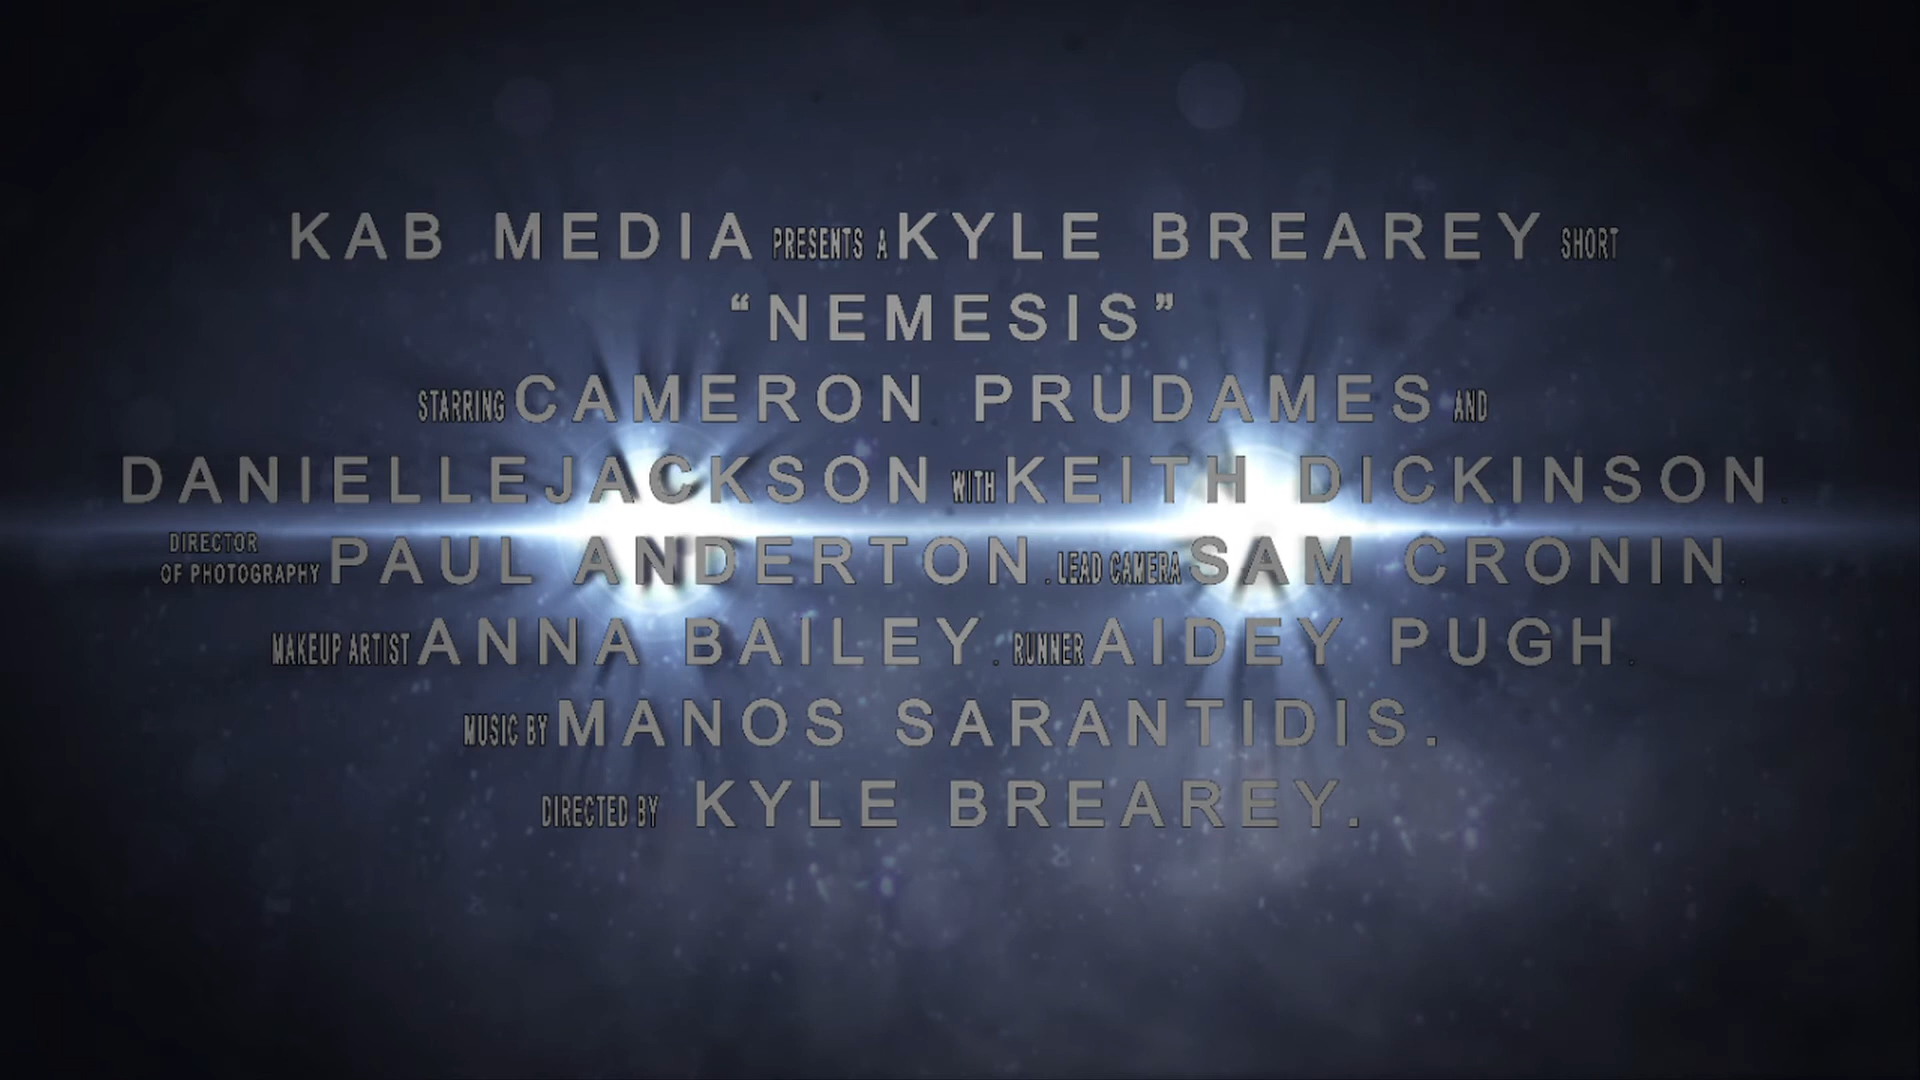 KAB MEDIA PRESENTS A KYLE BREAREY SHORT
“NEMESIS”
STARRING CAMERON PRUDAMES AND
DANIELLEJACKSON WITH KEITH DICKINSON.
DIRECTOR OF PHOTOGRAPHY PAUL ANDERTON. LEAD CAMERA SAM CRONIN.
MAKEUP ARTIST ANNA BAILEY. RUNNER AIDEY PUGH.
MUSIC BY MANOS SARANTIDIS.
DIRECTED BY KYLE BREAREY.